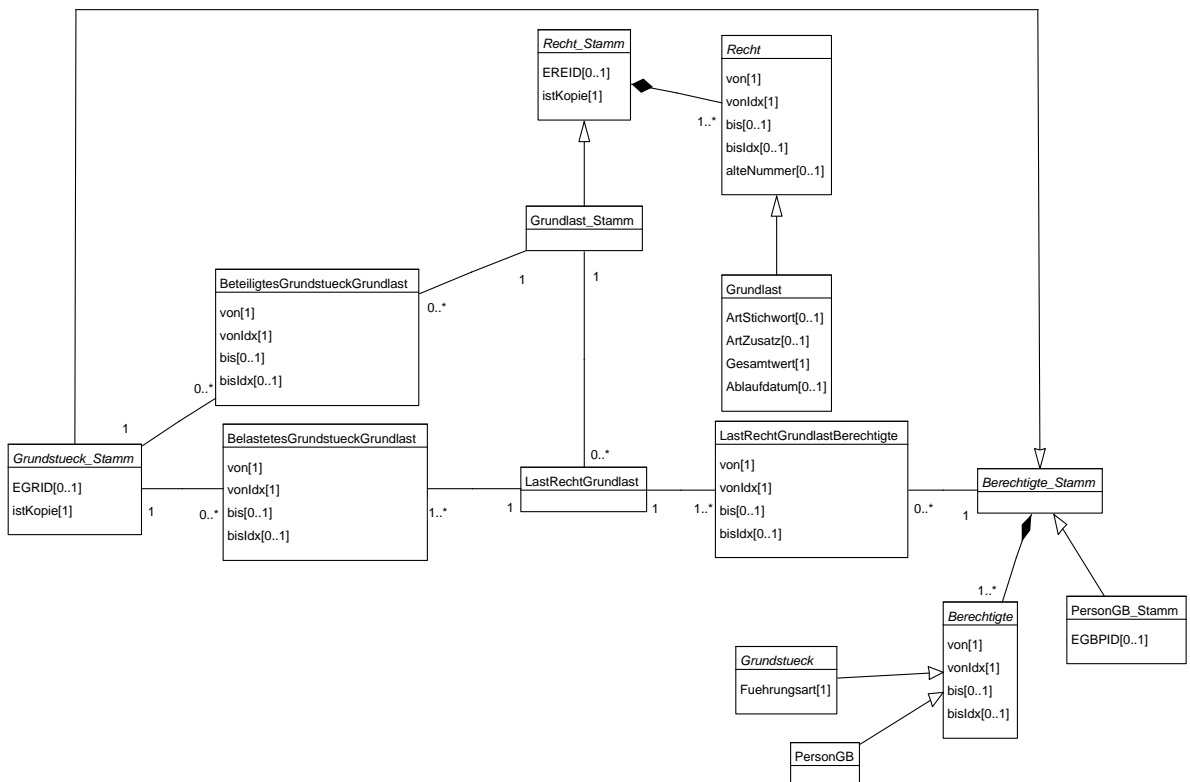 Recht_Stamm
EREID[0..1]
istKopie[1]
Recht
von[1]
vonIdx[1]
bis[0..1]
bisIdx[0..1]
alteNummer[0..1]
1..*
Grundlast_Stamm
1
1
BeteiligtesGrundstueckGrundlast
von[1]
vonIdx[1]
bis[0..1]
bisIdx[0..1]
0..*
0..*
1
Grundlast
ArtStichwort[0..1]
ArtZusatz[0..1]
Gesamtwert[1]
Ablaufdatum[0..1]
Grundstueck_Stamm
EGRID[0..1]
istKopie[1]
1
0..*
BelastetesGrundstueckGrundlast
von[1]
vonIdx[1]
bis[0..1]
bisIdx[0..1]
1..*
1
0..*
LastRechtGrundlast
1
1..*
LastRechtGrundlastBerechtigte
von[1]
vonIdx[1]
bis[0..1]
bisIdx[0..1]
0..*
1
Berechtigte_Stamm
1..*
Berechtigte
von[1]
vonIdx[1]
bis[0..1]
bisIdx[0..1]
PersonGB_Stamm
EGBPID[0..1]
Grundstueck
Fuehrungsart[1]
PersonGB